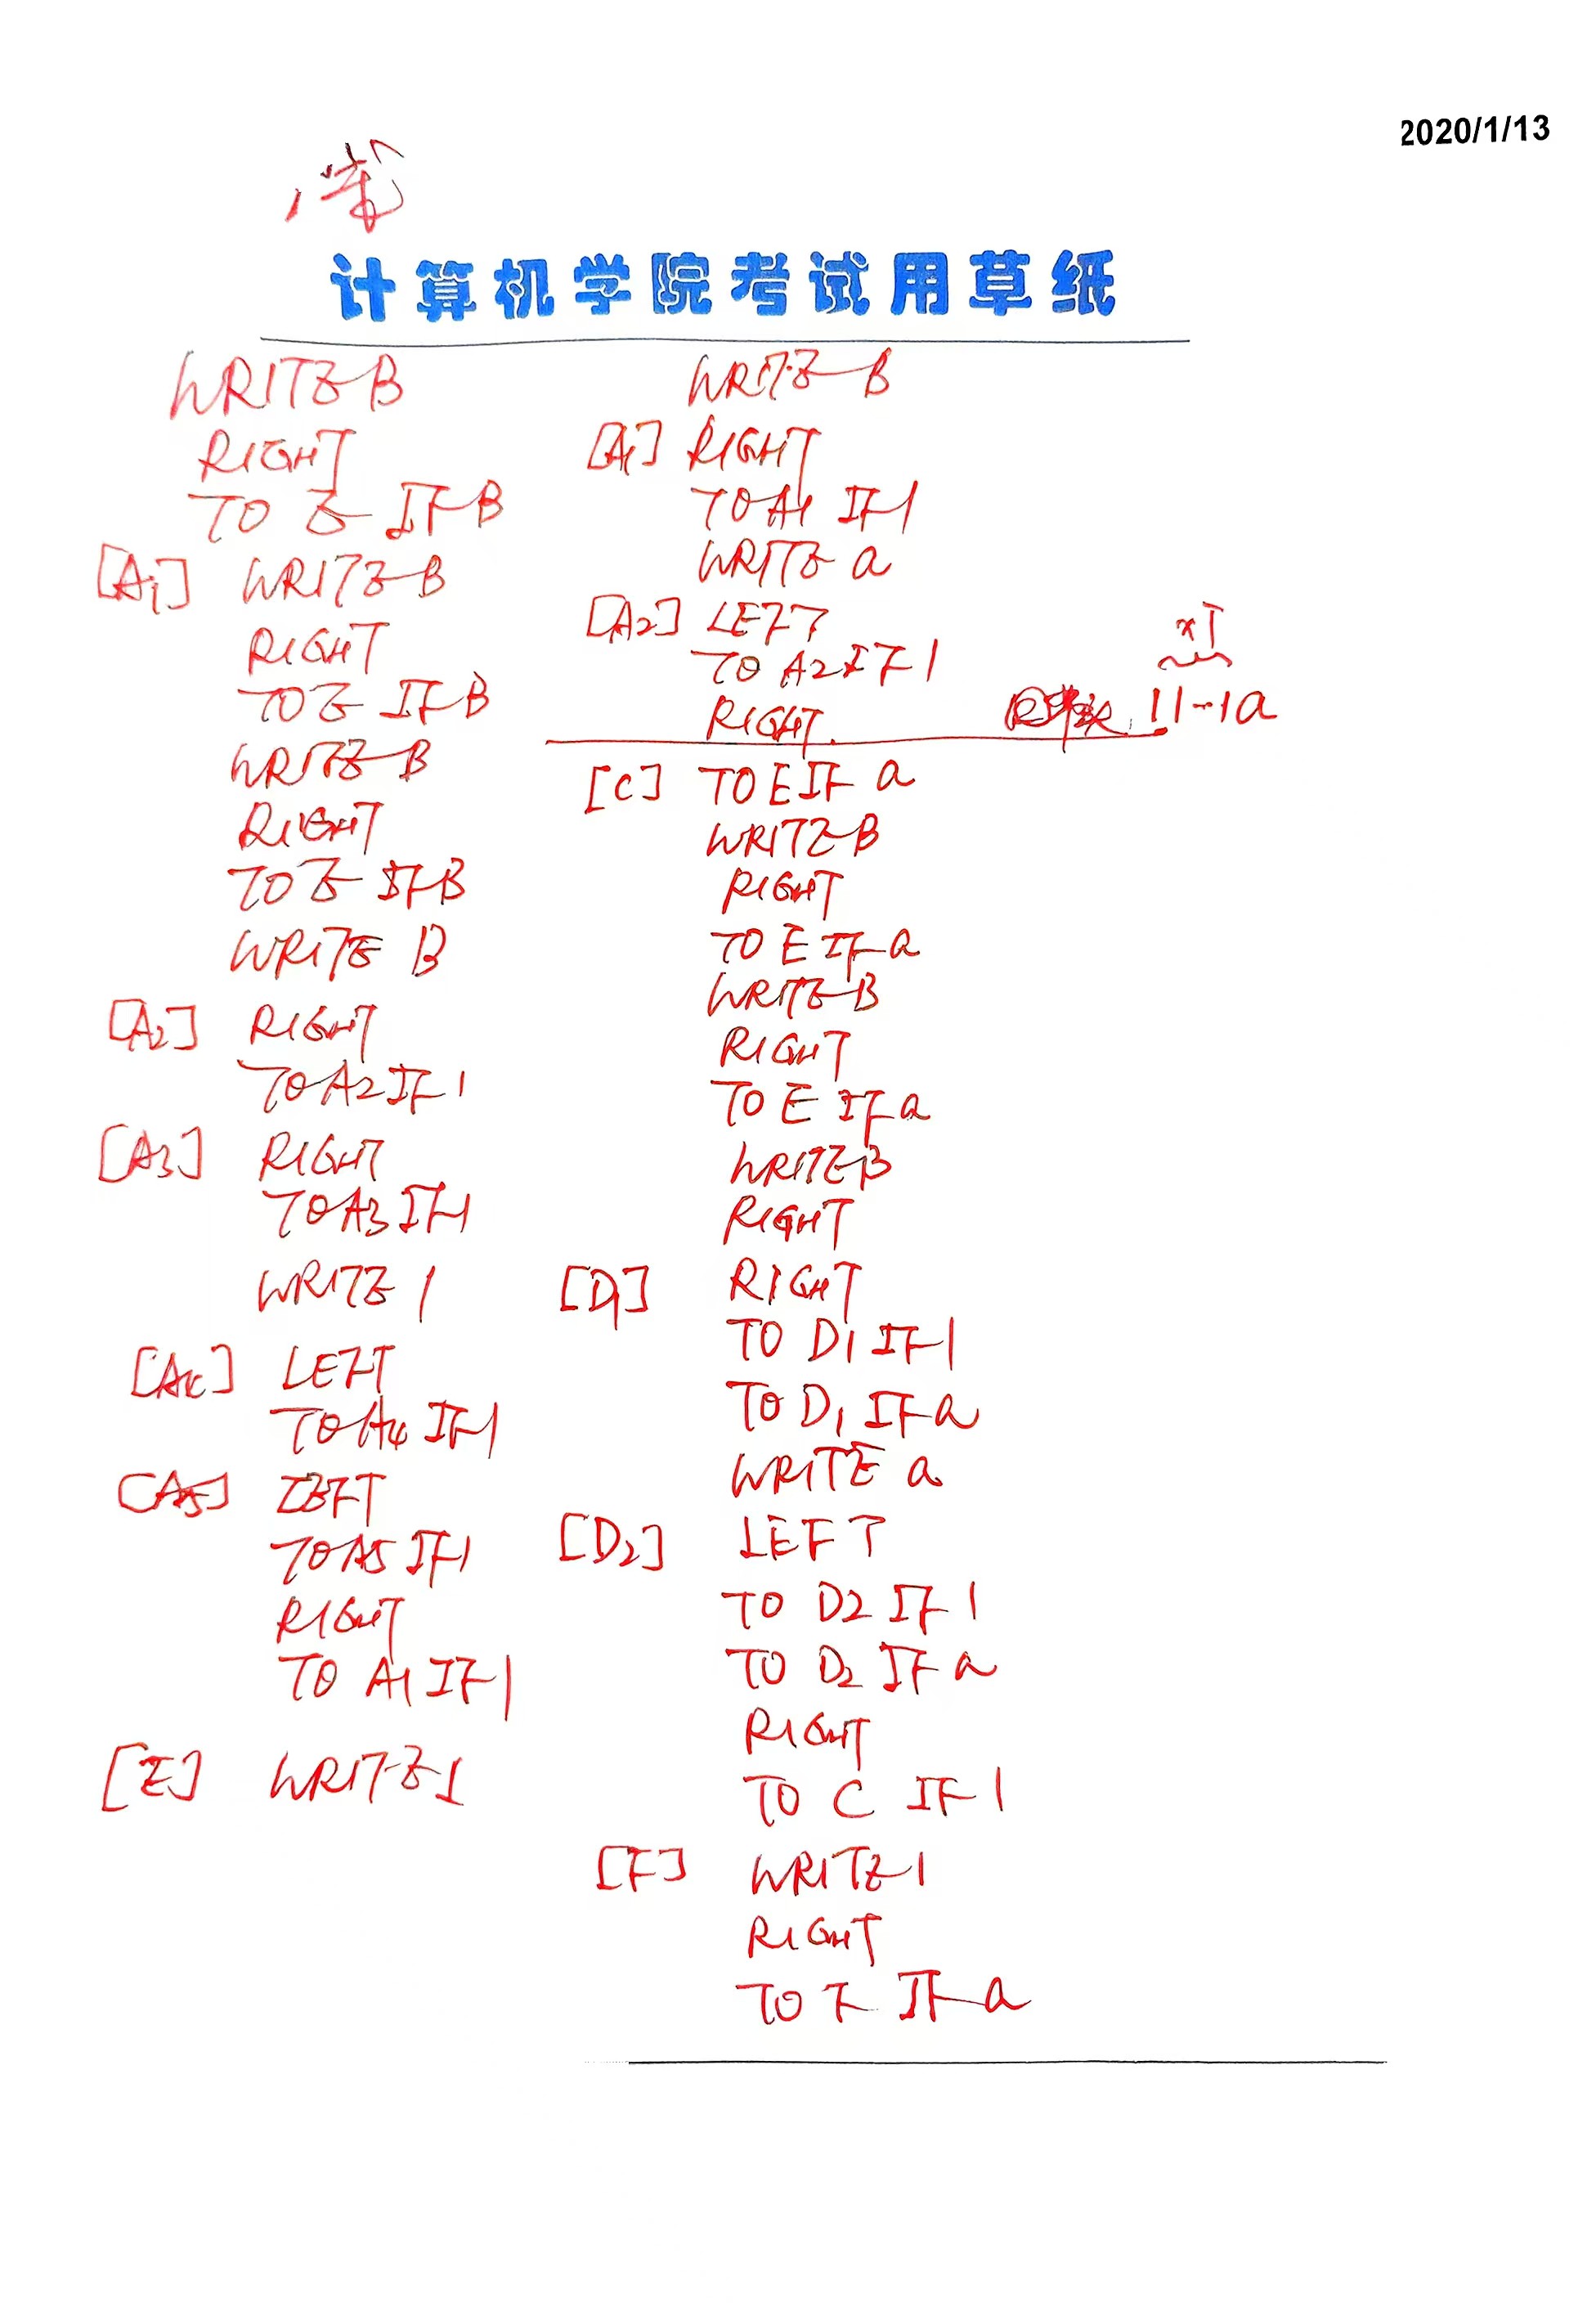 2020/1/13
计算机学院考试用草纸
WRITE B
RIGHT
TO E IF B
[A1] WRITE B
RIGHT
TO E IF B
WRITE B
RIGHT
TO E IF B
WRITE B
[A2] RIGHT
TO A2 IF 1
[A3] RIGHT
TO A3 IF 1
WRITE 1
[A4] LEFT
TO A4 IF 1
[A5] LEFT
TO A5 IF 1
RIGHT
TO A1 IF 1
[E] WRITE 1
WRITE B
[A1] RIGHT
TO A1 IF 1
WRITE a
[A2] LEFT
TO A2 IF 1
RIGHT
11--1a
[C] TO E IF a
WRITE B
RIGHT
TO E IF a
WRITE B
RIGHT
TO E IF a
WRITE B
RIGHT
[D1] RIGHT
TO D1 IF 1
TO D1 IF a
WRITE a
[D2] LEFT
TO D2 IF 1
TO D2 IF a
RIGHT
TO C IF 1
[F] WRITE 1
RIGHT
TO F IF a